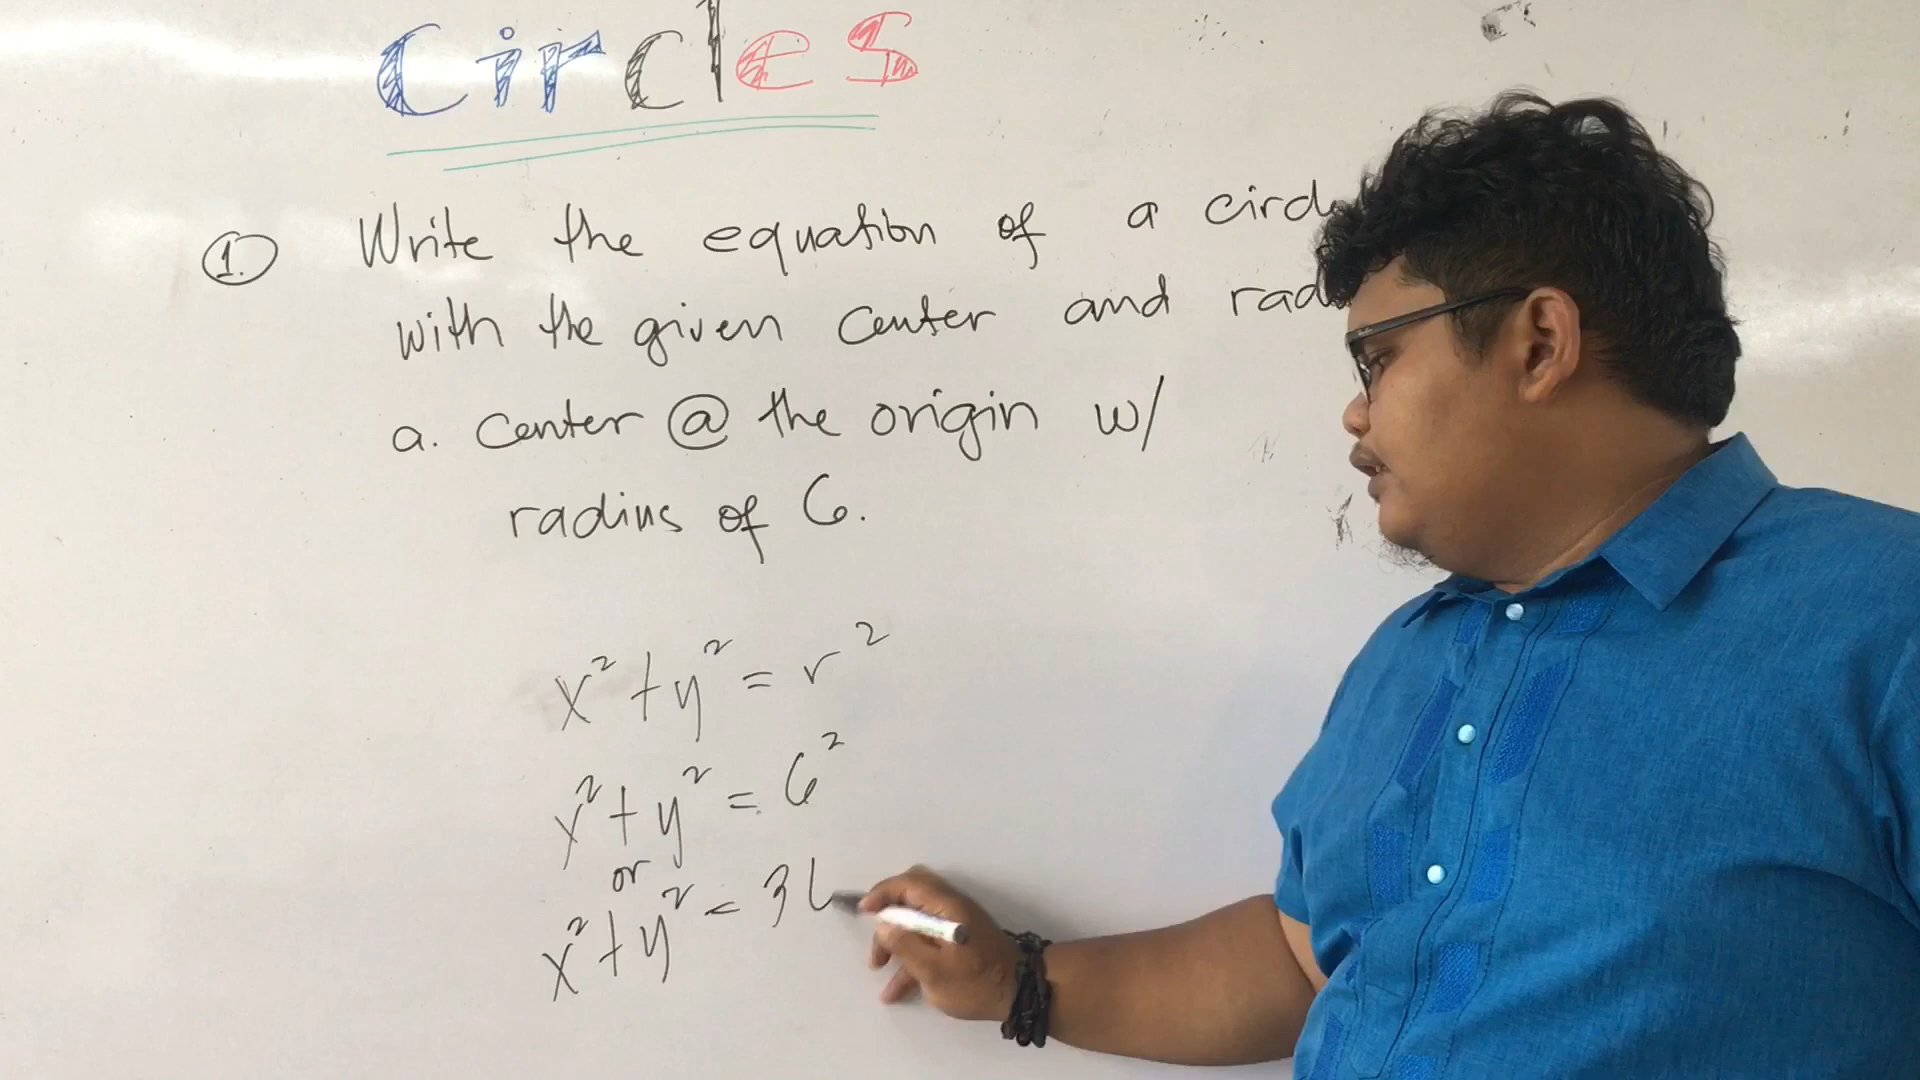 Circles
1. Write the equation of a circle
with the given center and rad
a. Center @ the origin w/
radius of 6.
x² + y² = r²
x² + y² = 6²
or
x² + y² = 36